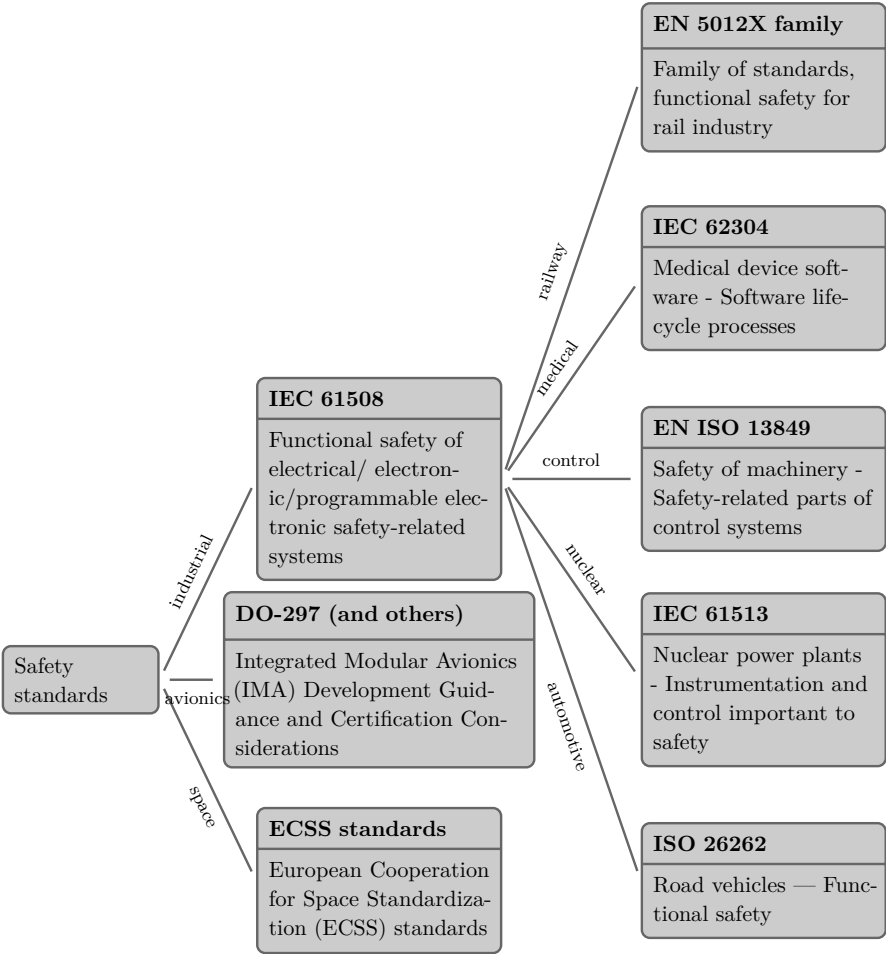 EN 5012X family
Family of standards,
functional safety for
rail industry
railway
IEC 62304
Medical device soft-
ware - Software life-
cycle processes
medical
IEC 61508
Functional safety of
electrical/ electron-
ic/programmable elec-
tronic safety-related
systems
control
EN ISO 13849
Safety of machinery -
Safety-related parts of
control systems
industrial
nuclear
DO-297 (and others)
Integrated Modular Avionics
(IMA) Development Guid-
ance and Certification Con-
siderations
IEC 61513
Nuclear power plants
- Instrumentation and
control important to
safety
Safety
standards
avionics
automotive
space
ECSS standards
European Cooperation
for Space Standardiza-
tion (ECSS) standards
ISO 26262
Road vehicles — Func-
tional safety